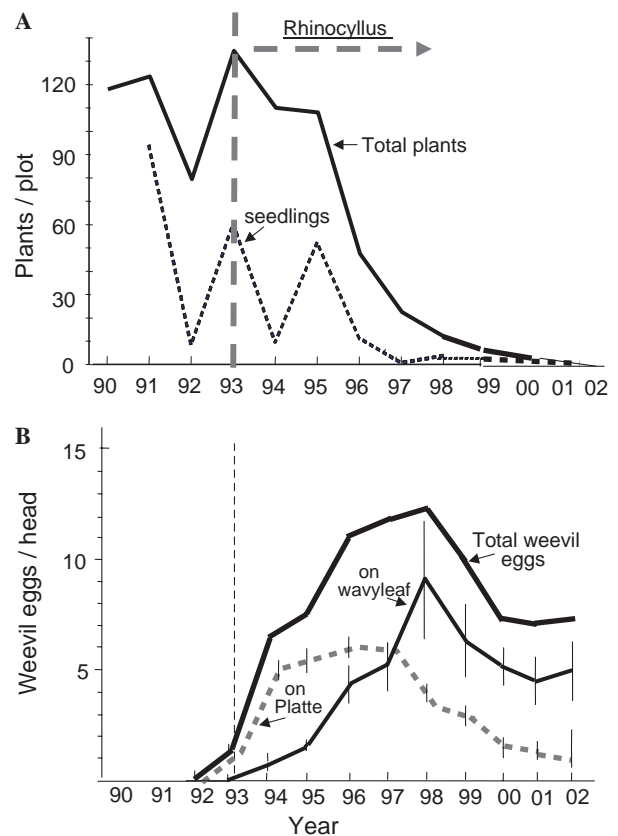 A
Rhinocyllus
120
90
60
30
0
Plants / plot
Total plants
seedlings
90 91 92 93 94 95 96 97 98 99 00 01 02
B
15
10
5
Weevil eggs / head
Total weevil
eggs
on
wavyleaf
on
Platte
90 91 92 93 94 95 96 97 98 99 00 01 02
Year